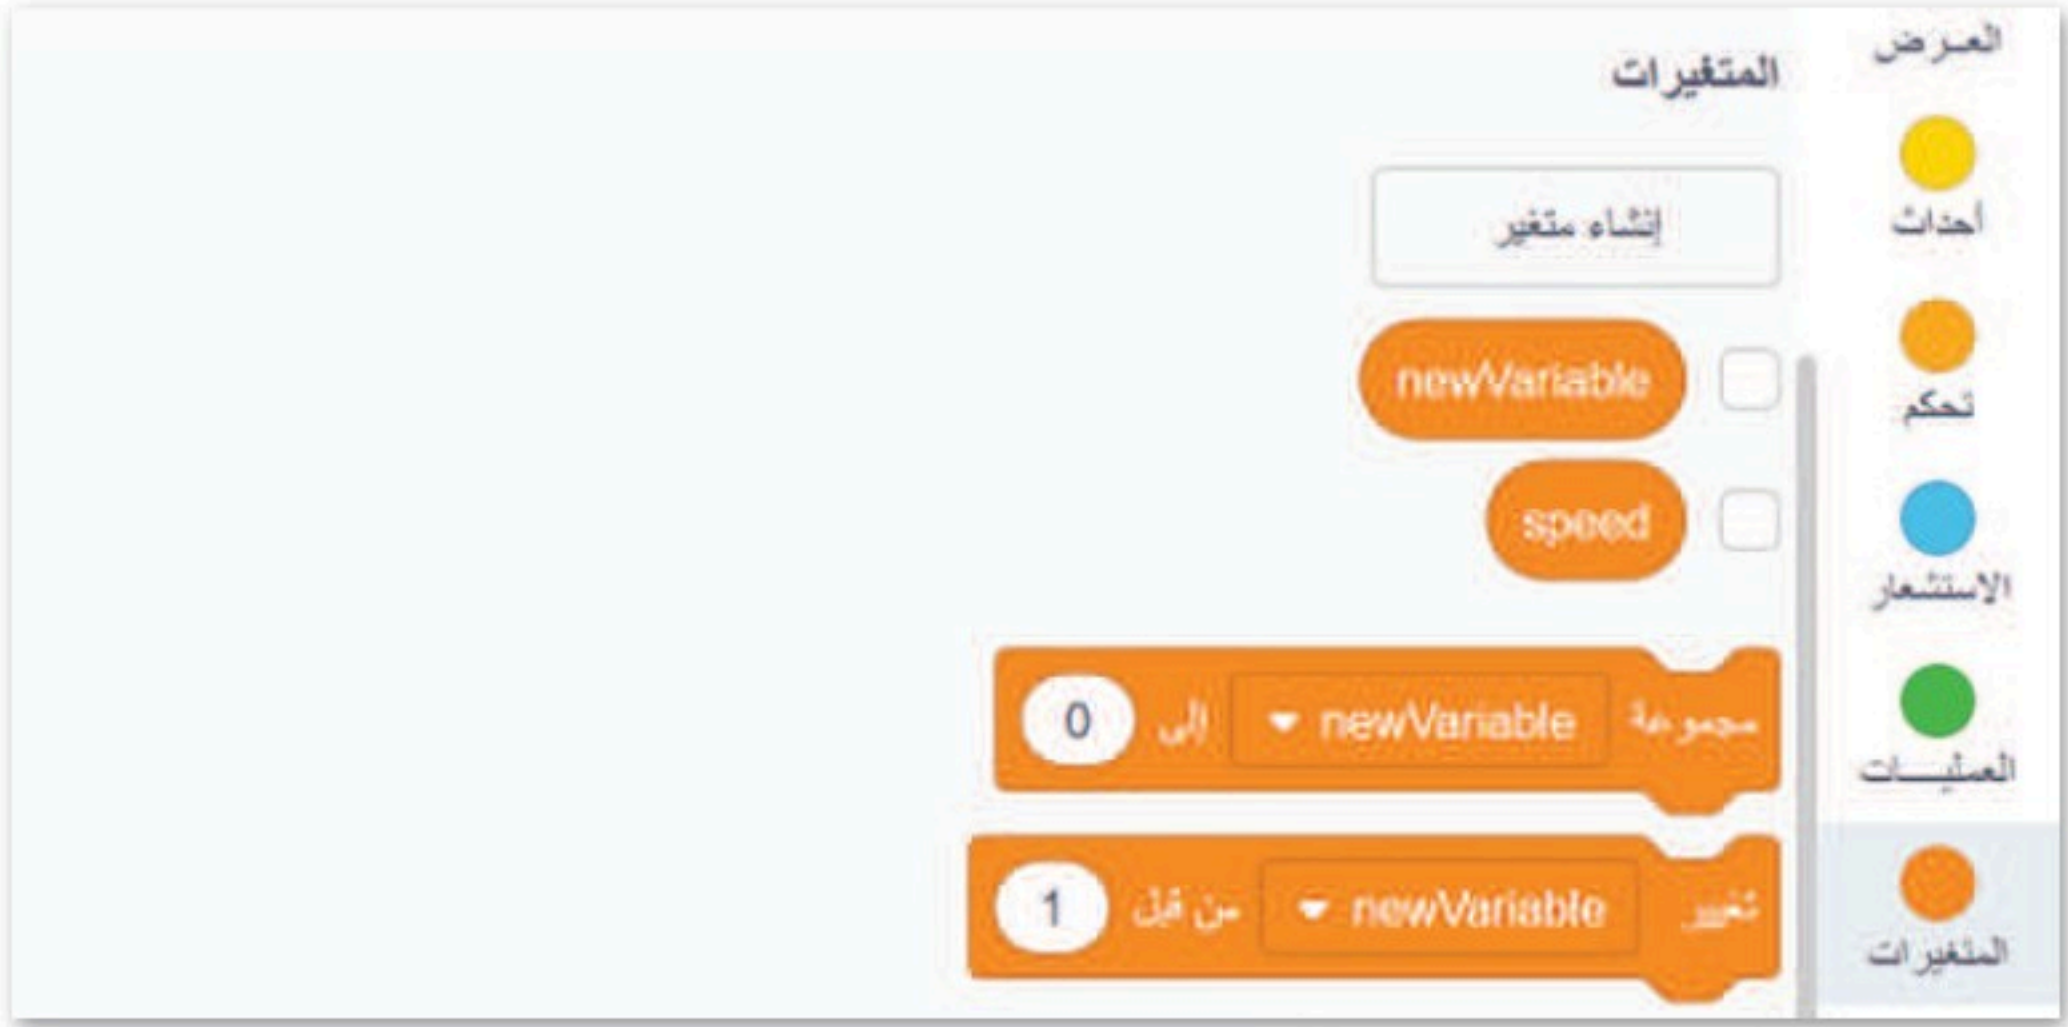 العرض
أحداث
تحكم
الاستشعار
العمليات
المتغيرات
المتغيرات
إنشاء متغير
newVariable
speed
مجموعة newVariable إلى 0
تغيير newVariable من قبل 1